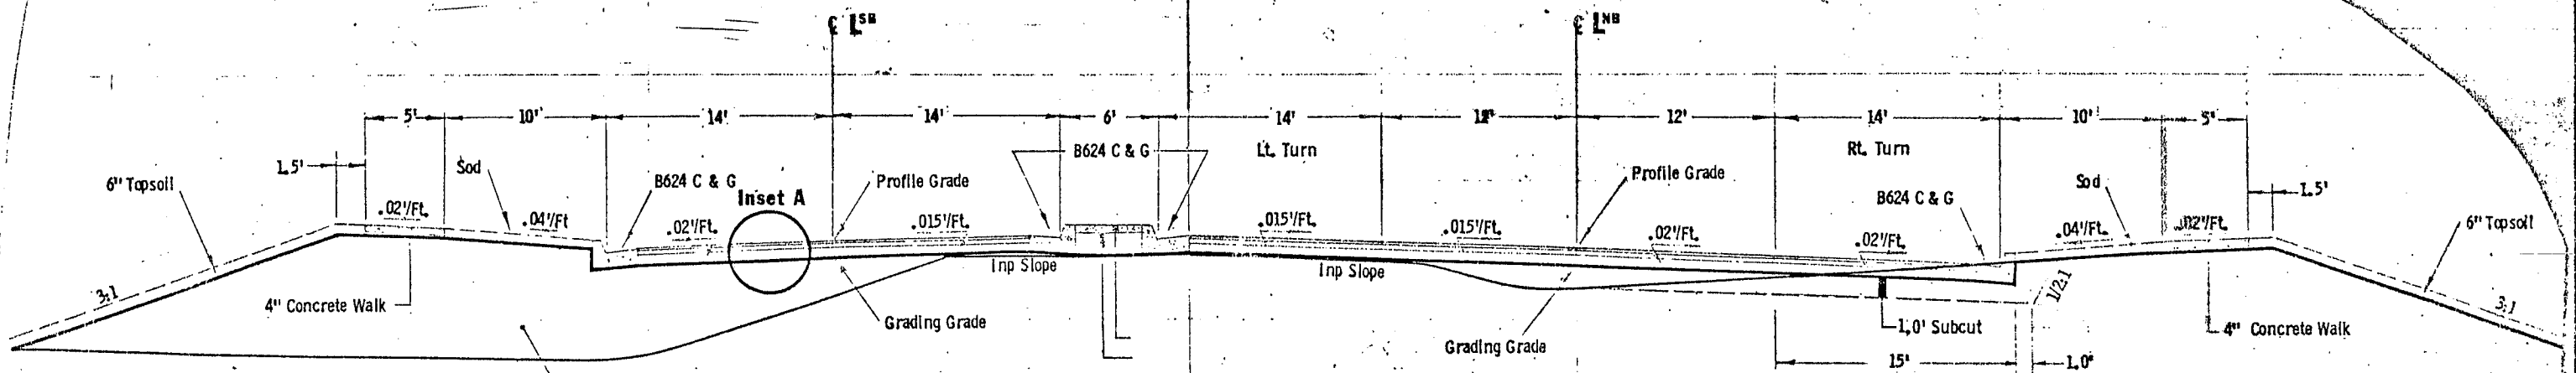 ℄ L SB
℄ L NB
5' 10' 14' 14' 6' 14' 12' 12' 14' 10' 5'
1.5' Sod B624 C & G Lt. Turn Rt. Turn
6" Topsoil B624 C & G Inset A Profile Grade Profile Grade B624 C & G Sod 1.5'
.02'/Ft. .04'/Ft .02'/Ft. .015'/Ft. .015'/Ft. .015'/Ft. .02'/Ft. .02'/Ft. .04'/Ft. .02'/Ft. 6" Topsoil
Inp Slope Inp Slope
3:1 4" Concrete Walk Grading Grade Grading Grade 1.0' Subcut 1/2:1 4" Concrete Walk 3:1
15' 1.0'